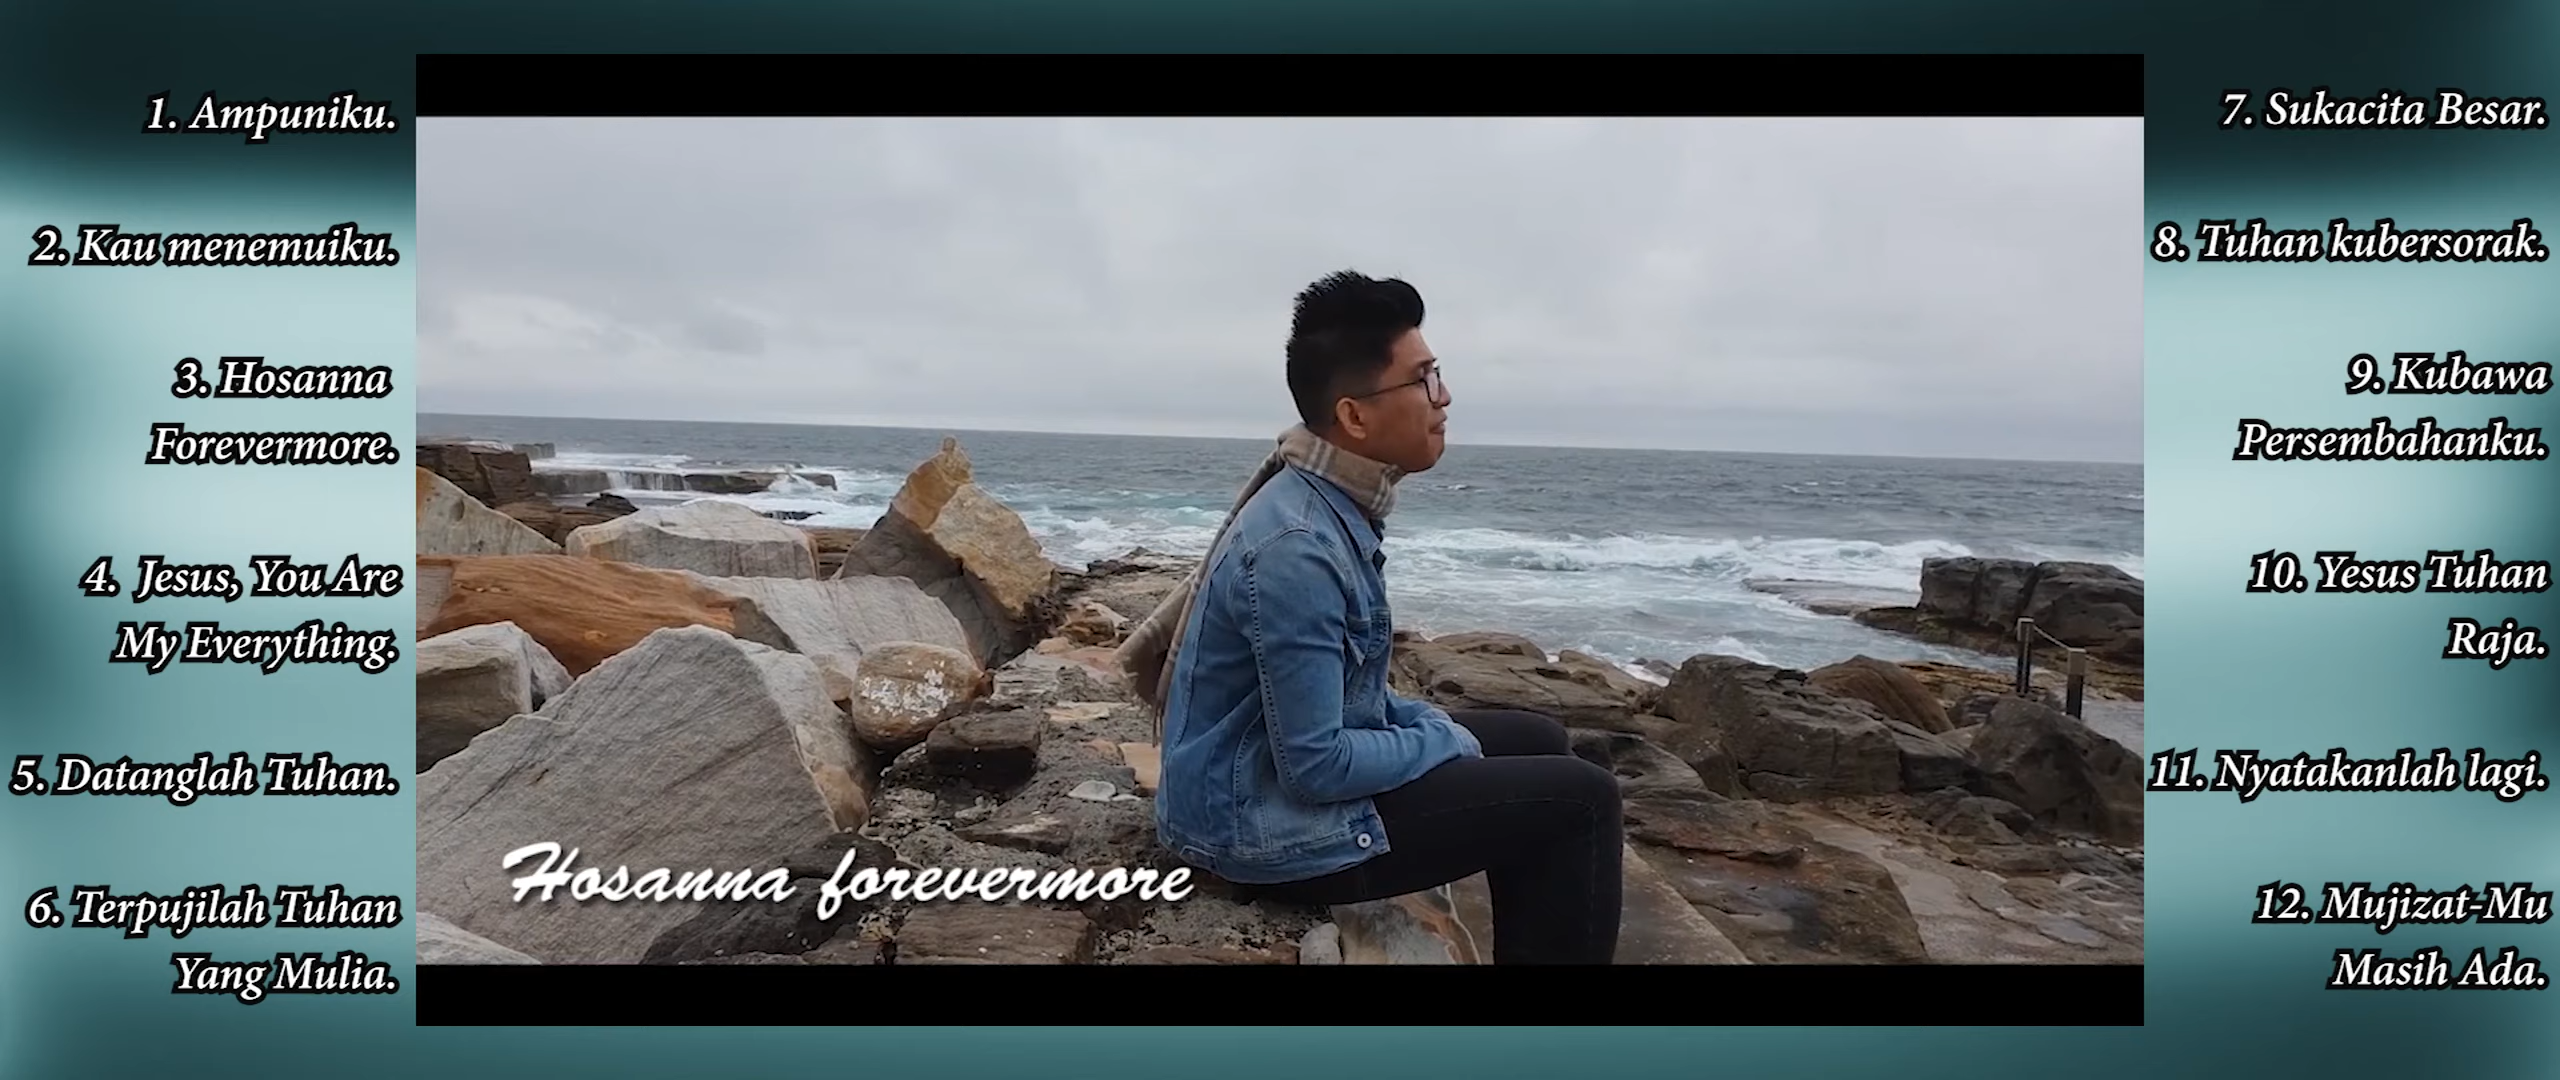 1. Ampuniku.
2. Kau menemuiku.
3. Hosanna
Forevermore.
4. Jesus, You Are
My Everything.
5. Datanglah Tuhan.
6. Terpujilah Tuhan
Yang Mulia.
Hosanna forevermore
7. Sukacita Besar.
8. Tuhan kubersorak.
9. Kubawa
Persembahanku.
10. Yesus Tuhan
Raja.
11. Nyatakanlah lagi.
12. Mujizat-Mu
Masih Ada.